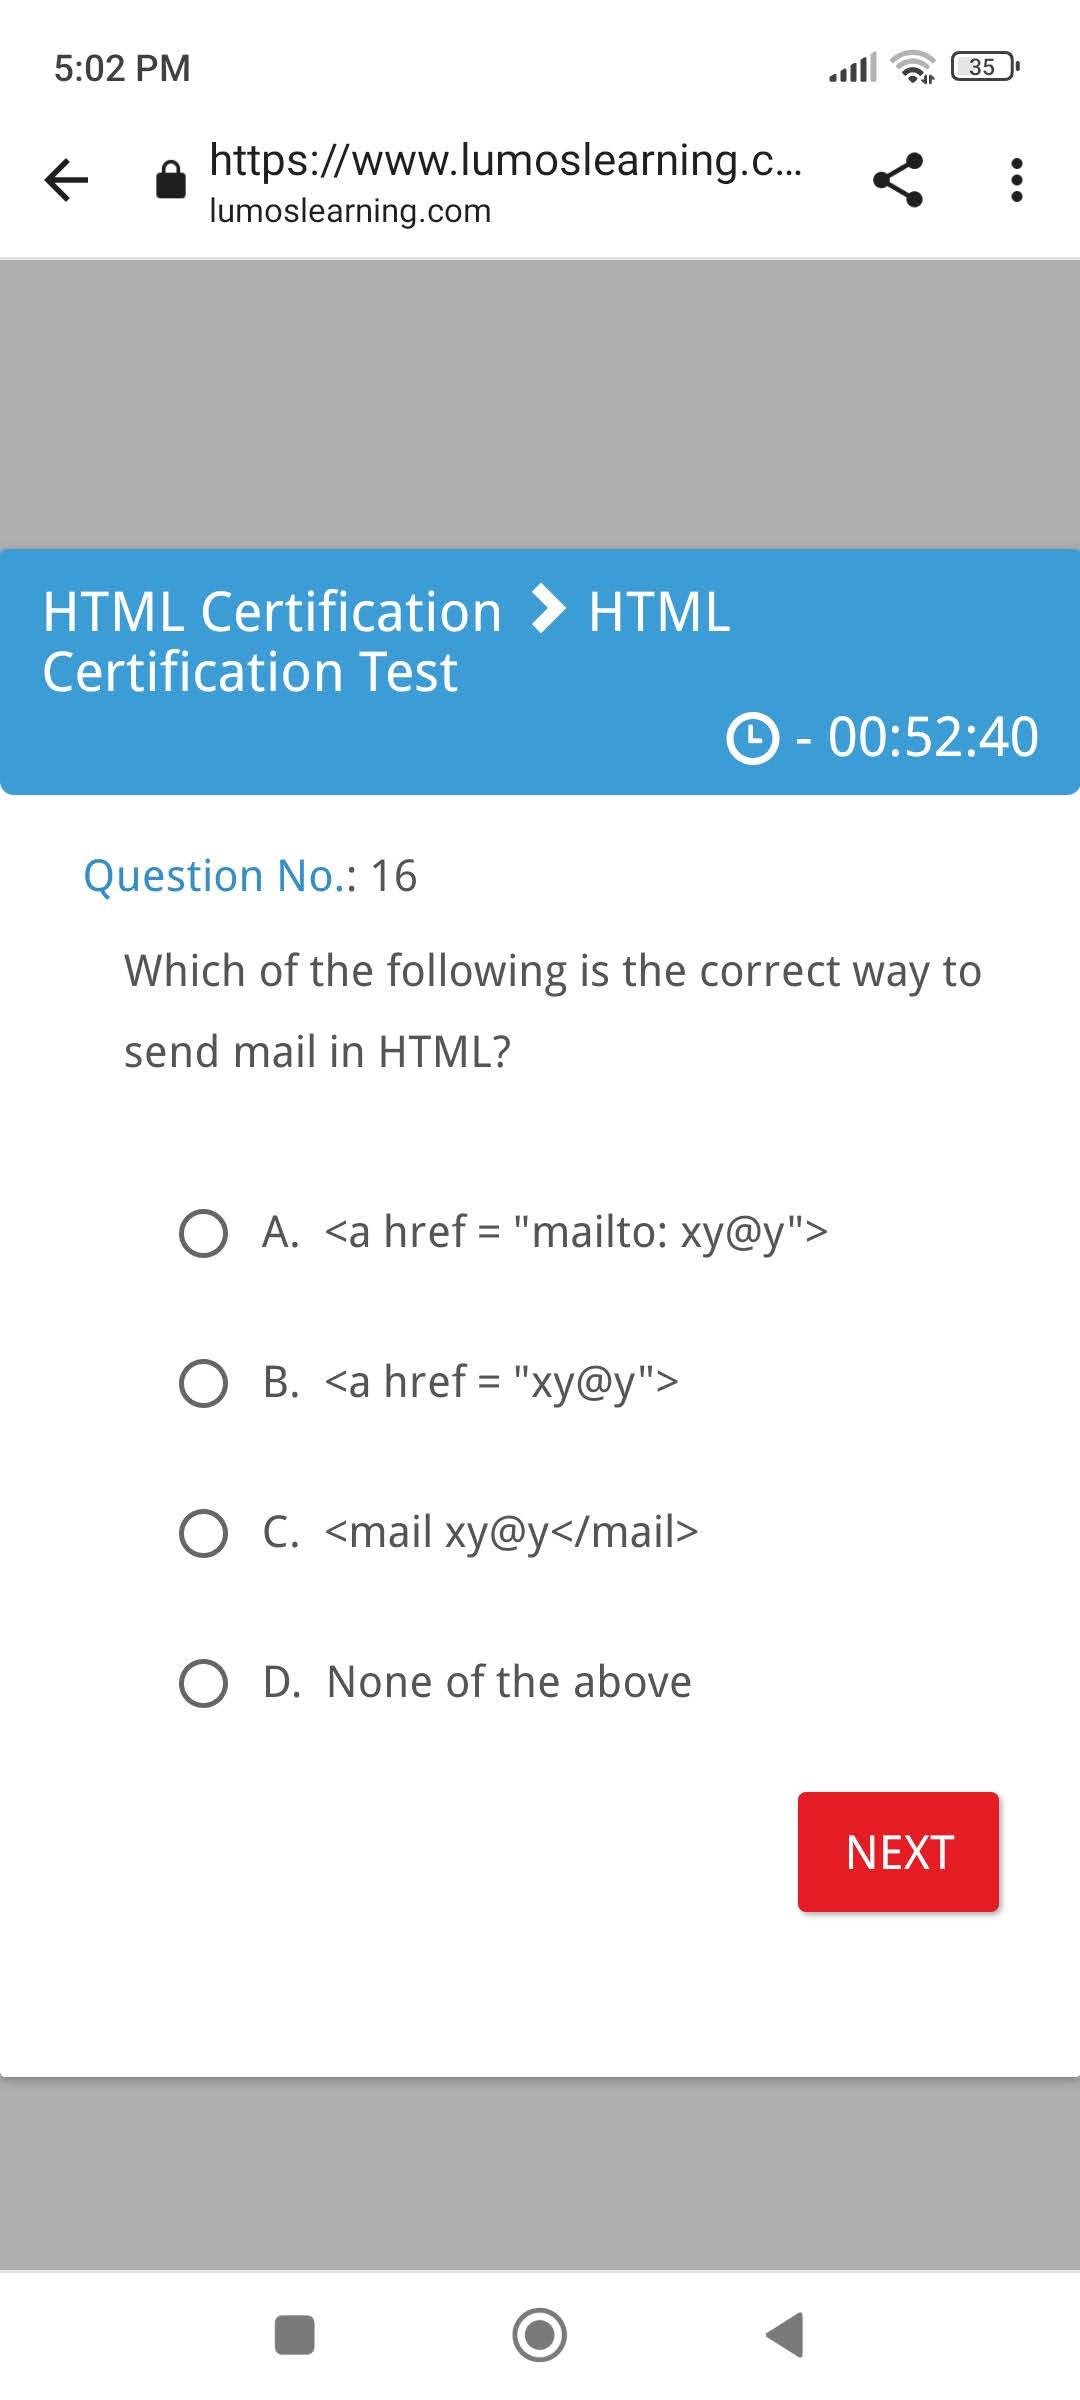 5:02 PM
35
https://www.lumoslearning.c...
lumoslearning.com
HTML Certification > HTML
Certification Test
- 00:52:40
Question No.: 16
Which of the following is the correct way to
send mail in HTML?
A. <a href = "mailto: xy@y">
B. <a href = "xy@y">
C. <mail xy@y</mail>
D. None of the above
NEXT